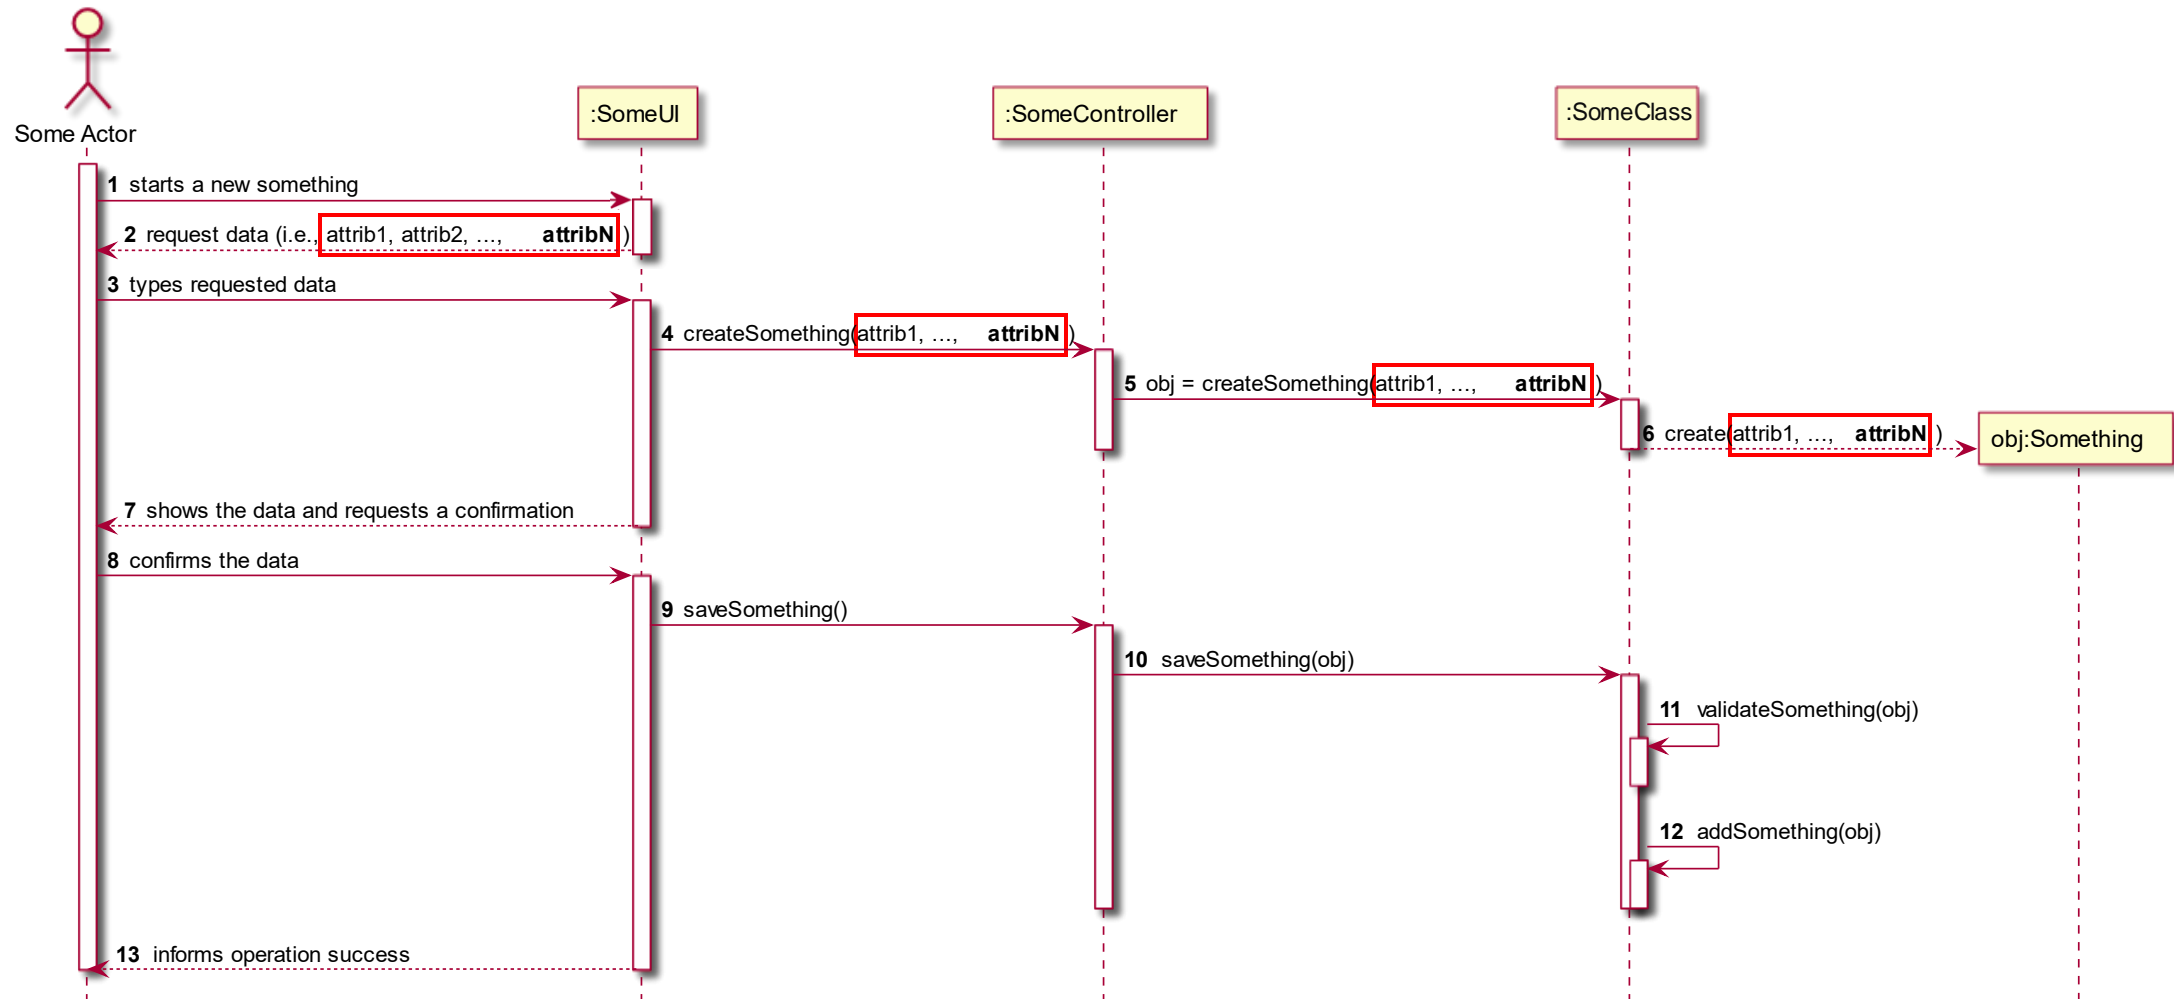 Some Actor
:SomeUI
:SomeController
:SomeClass
1 starts a new something
2 request data (i.e., attrib1, attrib2, ..., attribN )
3 types requested data
4 createSomething(attrib1, ..., attribN )
5 obj = createSomething(attrib1, ..., attribN )
6 create(attrib1, ..., attribN )
obj:Something
7 shows the data and requests a confirmation
8 confirms the data
9 saveSomething()
10 saveSomething(obj)
11 validateSomething(obj)
12 addSomething(obj)
13 informs operation success